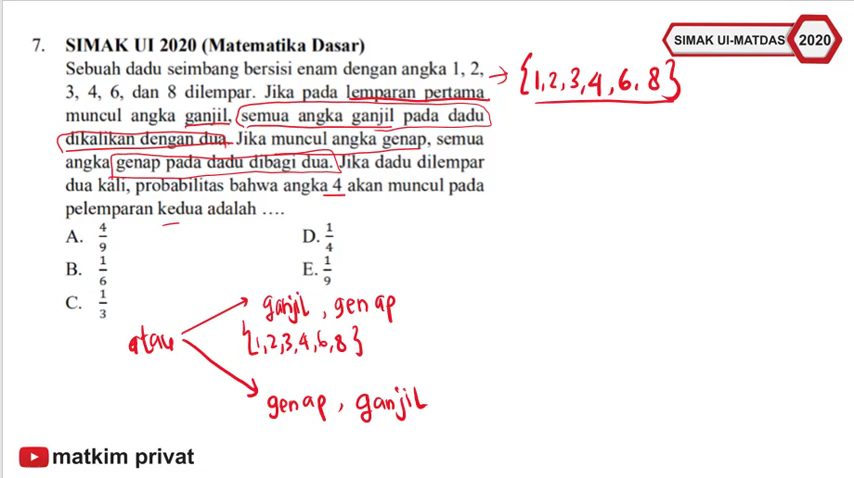 SIMAK UI-MATDAS 2020
7. SIMAK UI 2020 (Matematika Dasar)
Sebuah dadu seimbang bersisi enam dengan angka 1, 2, → {1,2,3,4,6,8}
3, 4, 6, dan 8 dilempar. Jika pada lemparan pertama
muncul angka ganjil, semua angka ganjil pada dadu
dikalikan dengan dua. Jika muncul angka genap, semua
angka genap pada dadu dibagi dua. Jika dadu dilempar
dua kali, probabilitas bahwa angka 4 akan muncul pada
pelemparan kedua adalah ….
A. 4/9 D. 1/4
B. 1/6 E. 1/9
C. 1/3
ganjil, genap
atau {1,2,3,4,6,8}
genap, ganjil
matkim privat